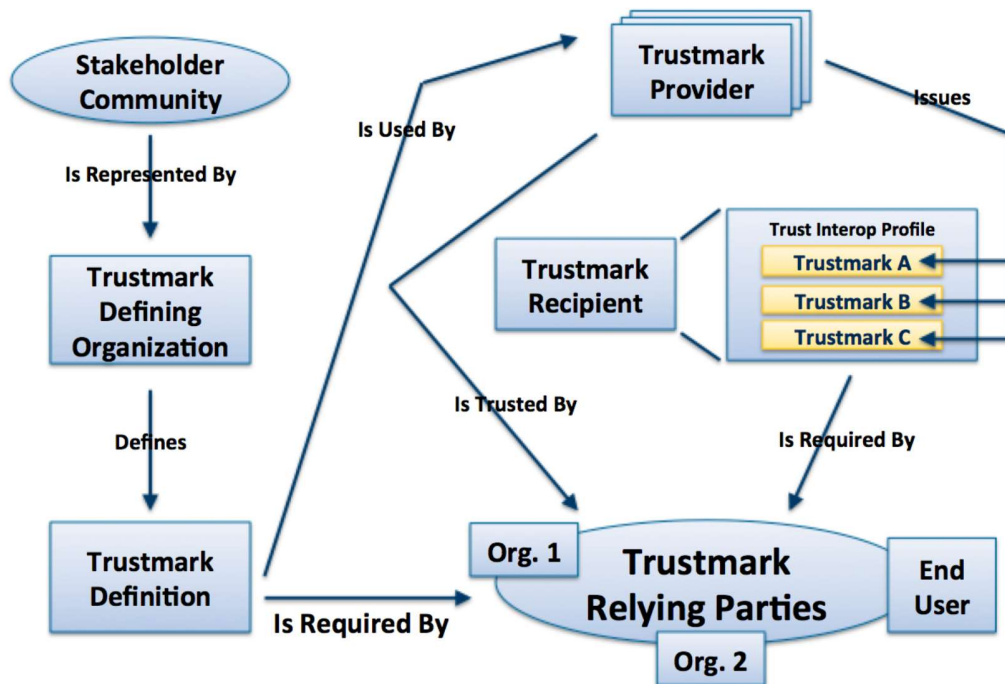 Stakeholder
Community
Is Represented By
Trustmark
Defining
Organization
Defines
Trustmark
Definition
Is Used By
Is Required By
Trustmark
Provider
Issues
Trustmark
Recipient
Trust Interop Profile
Trustmark A
Trustmark B
Trustmark C
Is Trusted By
Is Required By
Org. 1
Trustmark
Relying Parties
Org. 2
End
User